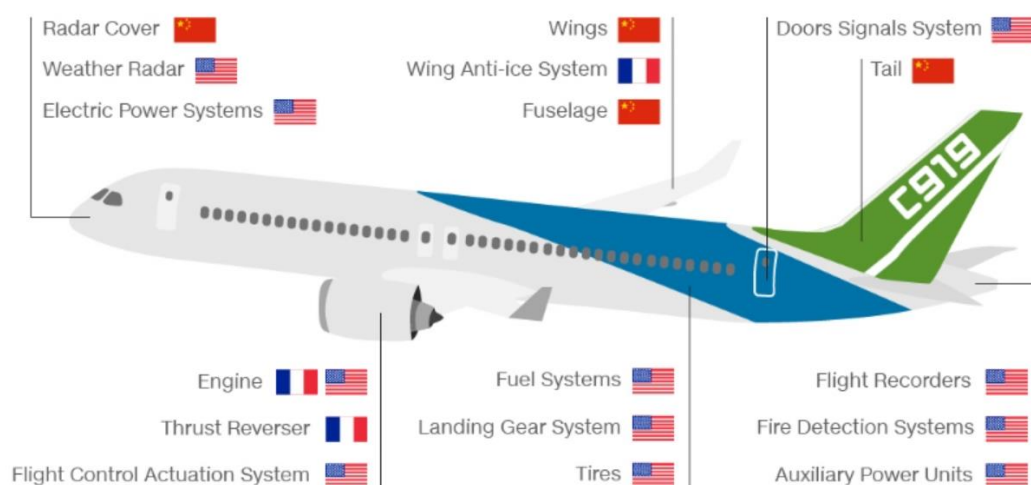 Radar Cover
Weather Radar
Electric Power Systems
Wings
Wing Anti-ice System
Fuselage
Doors Signals System
Tail
C919
Engine
Thrust Reverser
Flight Control Actuation System
Fuel Systems
Landing Gear System
Tires
Flight Recorders
Fire Detection Systems
Auxiliary Power Units